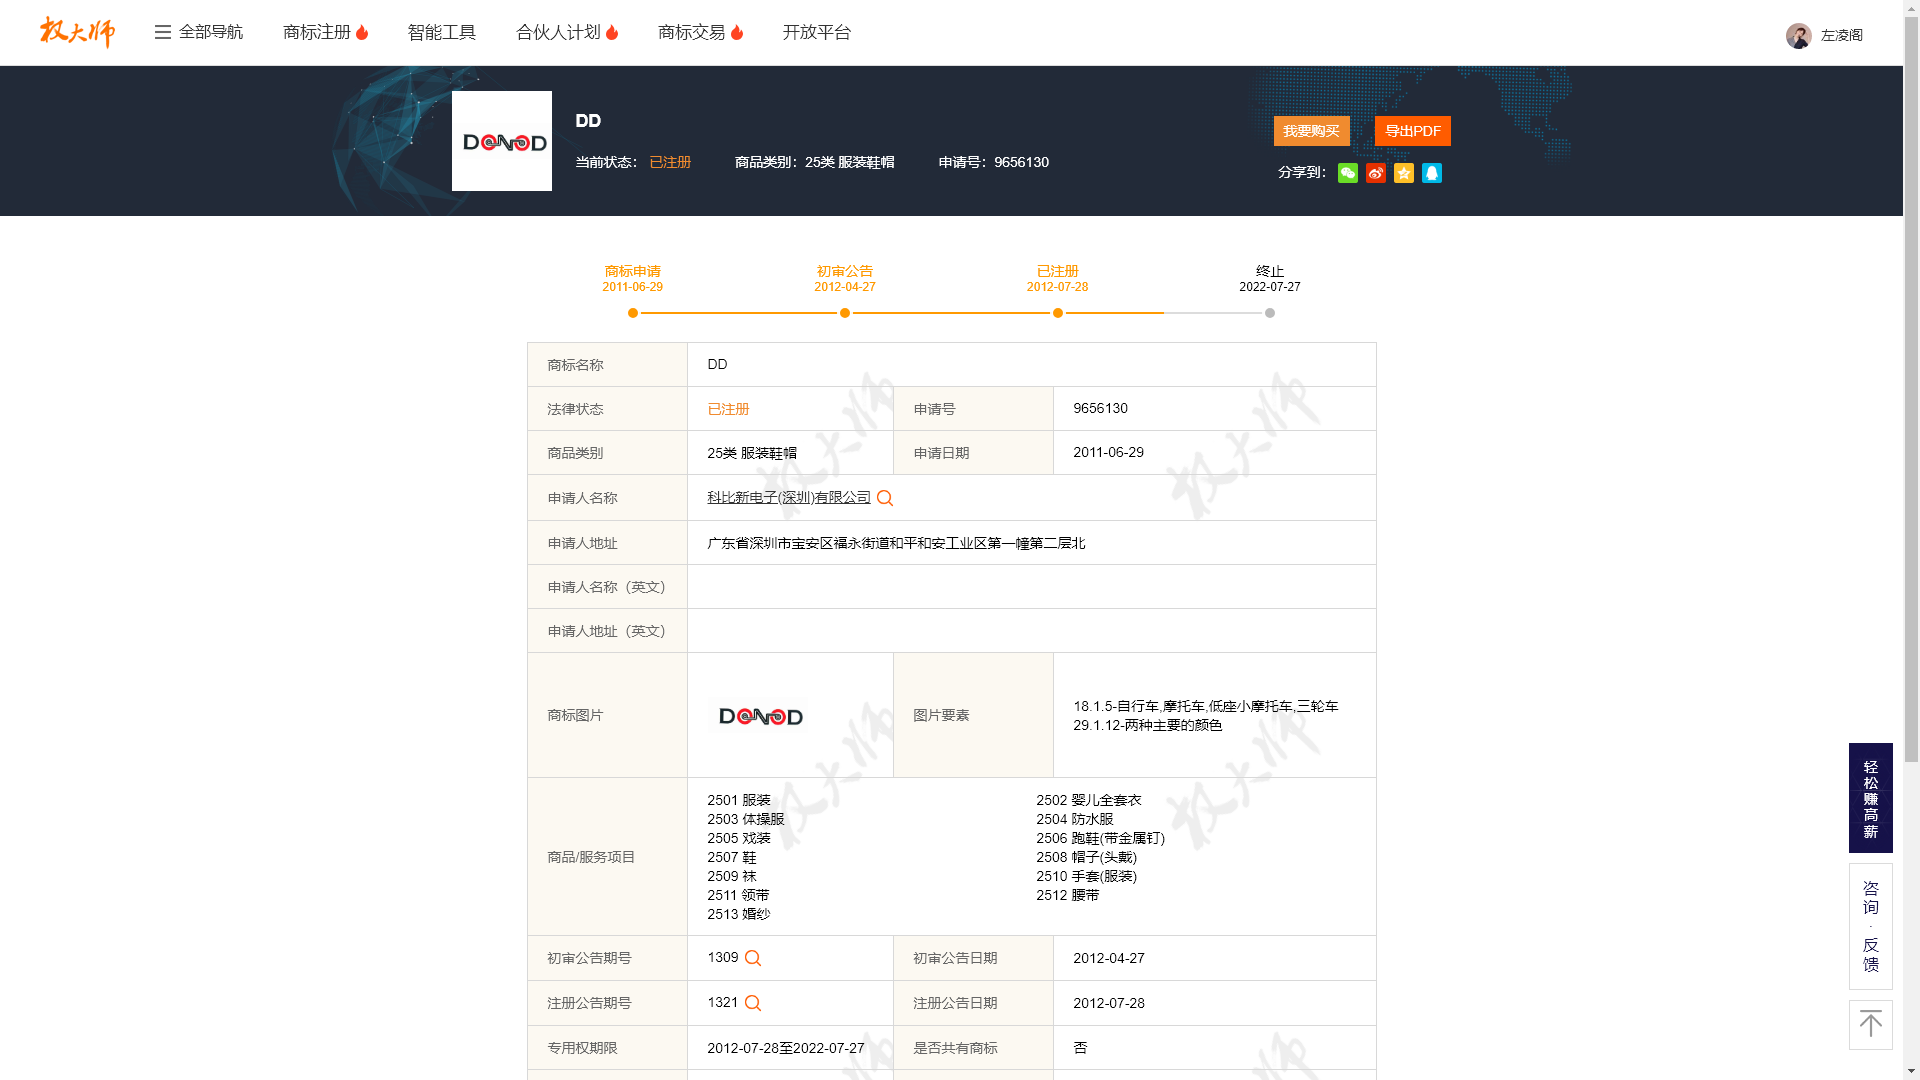 权大师
全部导航
商标注册
智能工具
合伙人计划
商标交易
开放平台
左凌阁
DD
当前状态： 已注册 商品类别：25类 服装鞋帽 申请号：9656130
我要购买
导出PDF
分享到：
商标申请
2011-06-29
初审公告
2012-04-27
已注册
2012-07-28
终止
2022-07-27
商标名称 DD
法律状态 已注册 申请号 9656130
商品类别 25类 服装鞋帽 申请日期 2011-06-29
申请人名称 科比新电子(深圳)有限公司
申请人地址 广东省深圳市宝安区福永街道和平和安工业区第一幢第二层北
申请人名称（英文）
申请人地址（英文）
商标图片
图片要素
18.1.5-自行车,摩托车,低座小摩托车,三轮车
29.1.12-两种主要的颜色
商品/服务项目
2501 服装 2502 婴儿全套衣
2503 体操服 2504 防水服
2505 戏装 2506 跑鞋(带金属钉)
2507 鞋 2508 帽子(头戴)
2509 袜 2510 手套(服装)
2511 领带 2512 腰带
2513 婚纱
初审公告期号 1309 初审公告日期 2012-04-27
注册公告期号 1321 注册公告日期 2012-07-28
专用权期限 2012-07-28至2022-07-27 是否共有商标 否
轻松赚高薪
咨询·反馈